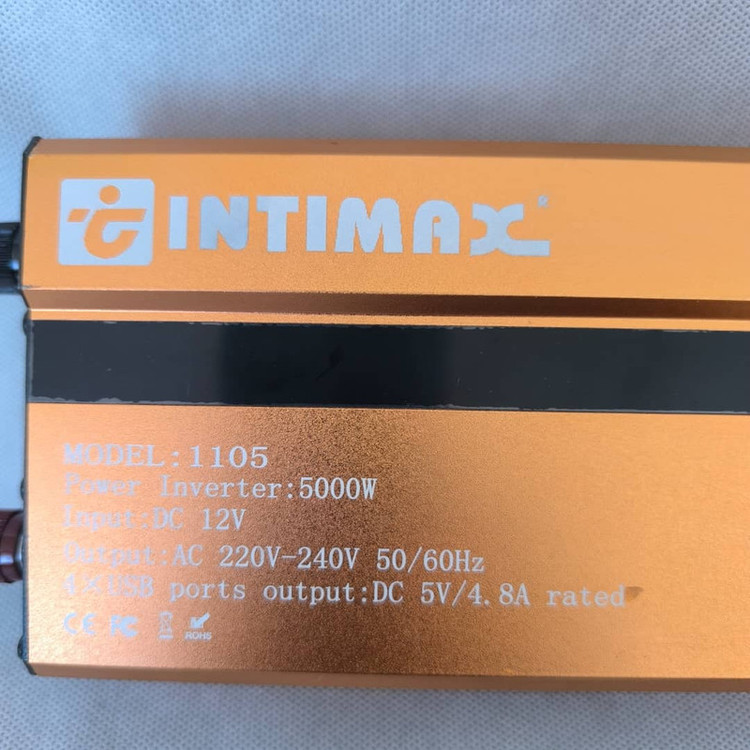 INTIMAX
MODEL:1105
Power Inverter:5000W
Input:DC 12V
Output:AC 220V-240V 50/60Hz
4×USB ports output:DC 5V/4.8A rated
CE FC ROHS